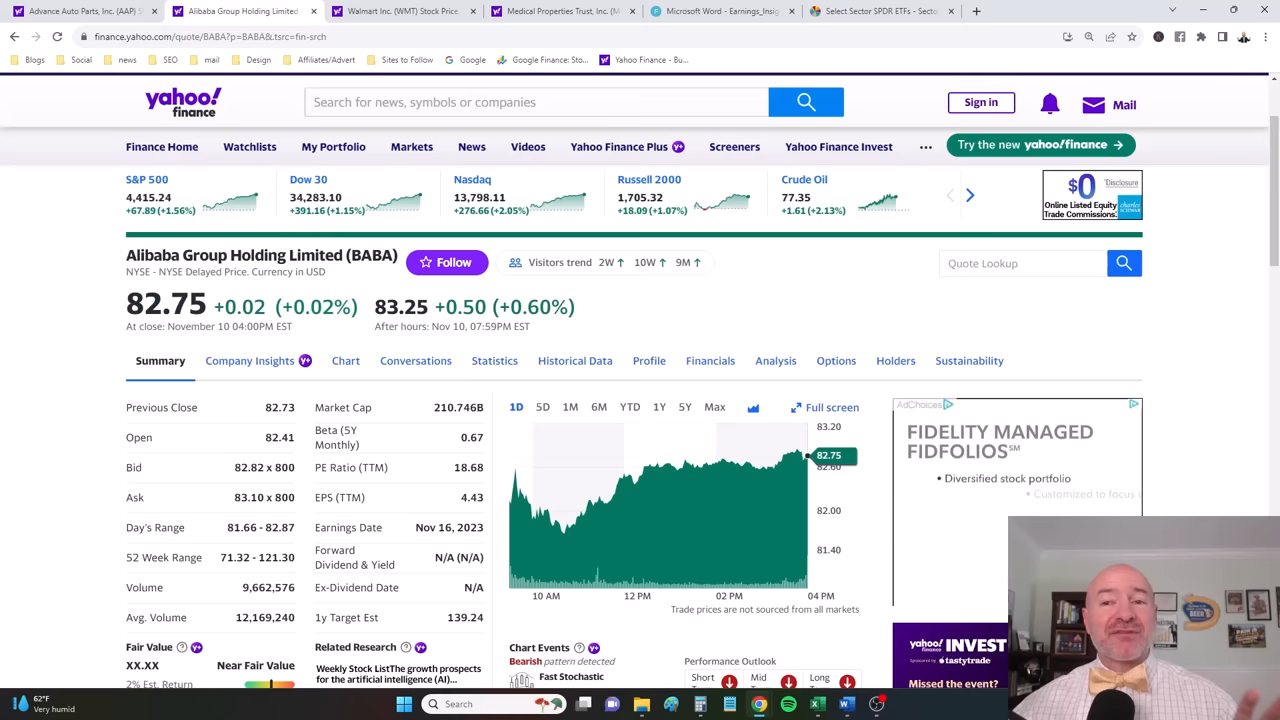 Advance Auto Parts, Inc. (AAP) S
Alibaba Group Holding Limited
Walmart Inc. (WMT) Stock Price,
Medical Properties Trust, Inc. (M
Microsoft Word - Earnings_Insig
Select Sector SPDR ETFs - Secto
finance.yahoo.com/quote/BABA?p=BABA&.tsrc=fin-srch
Blogs
Social
news
SEO
mail
Design
Affiliates/Advert
Sites to Follow
Google
Google Finance: Sto...
Yahoo Finance - Bu...
yahoo!
finance
Search for news, symbols or companies
Sign in
Mail
Finance Home
Watchlists
My Portfolio
Markets
News
Videos
Yahoo Finance Plus
Screeners
Yahoo Finance Invest
...
Try the new yahoo!finance
S&P 500
4,415.24
+67.89 (+1.56%)
Dow 30
34,283.10
+391.16 (+1.15%)
Nasdaq
13,798.11
+276.66 (+2.05%)
Russell 2000
1,705.32
+18.09 (+1.07%)
Crude Oil
77.35
+1.61 (+2.13%)
$0
Disclosure
Online Listed Equity
Trade Commissions.
charles
SCHWAB
Alibaba Group Holding Limited (BABA)
NYSE - NYSE Delayed Price. Currency in USD
Follow
Visitors trend 2W 10W 9M
Quote Lookup
82.75 +0.02 (+0.02%)
At close: November 10 04:00PM EST
83.25 +0.50 (+0.60%)
After hours: Nov 10, 07:59PM EST
Summary
Company Insights
Chart
Conversations
Statistics
Historical Data
Profile
Financials
Analysis
Options
Holders
Sustainability
Previous Close 82.73
Open 82.41
Bid 82.82 x 800
Ask 83.10 x 800
Day's Range 81.66 - 82.87
52 Week Range 71.32 - 121.30
Volume 9,662,576
Avg. Volume 12,169,240
Market Cap 210.746B
Beta (5Y
Monthly) 0.67
PE Ratio (TTM) 18.68
EPS (TTM) 4.43
Earnings Date Nov 16, 2023
Forward
Dividend & Yield N/A (N/A)
Ex-Dividend Date N/A
1y Target Est 139.24
Fair Value
XX.XX
Near Fair Value
2% Est. Return
Related Research
Weekly Stock ListThe growth prospects
for the artificial intelligence (AI)...
1D 5D 1M 6M YTD 1Y 5Y Max
Full screen
83.20
82.75
82.60
82.00
81.40
10 AM
12 PM
02 PM
04 PM
Trade prices are not sourced from all markets
Chart Events
Bearish pattern detected
Fast Stochastic
Performance Outlook
Short
Mid
Long
AdChoices
FIDELITY MANAGED
FIDFOLIOS℠
• Diversified stock portfolio
• Customized to focus o
yahoo! INVEST
finance
Sponsored by tastytrade
Missed the event?
62°F
Very humid
Search